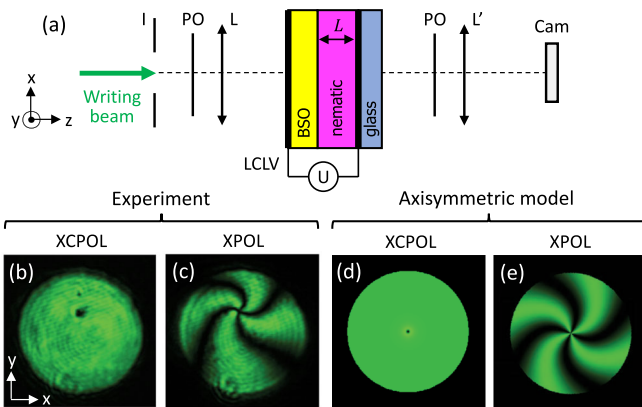 (a)
I
PO
L
L
PO
L'
Cam
x
y
z
Writing
beam
BSO
nematic
glass
LCLV
U
Experiment
Axisymmetric model
XCPOL
XPOL
XCPOL
XPOL
(b)
(c)
(d)
(e)
y
x